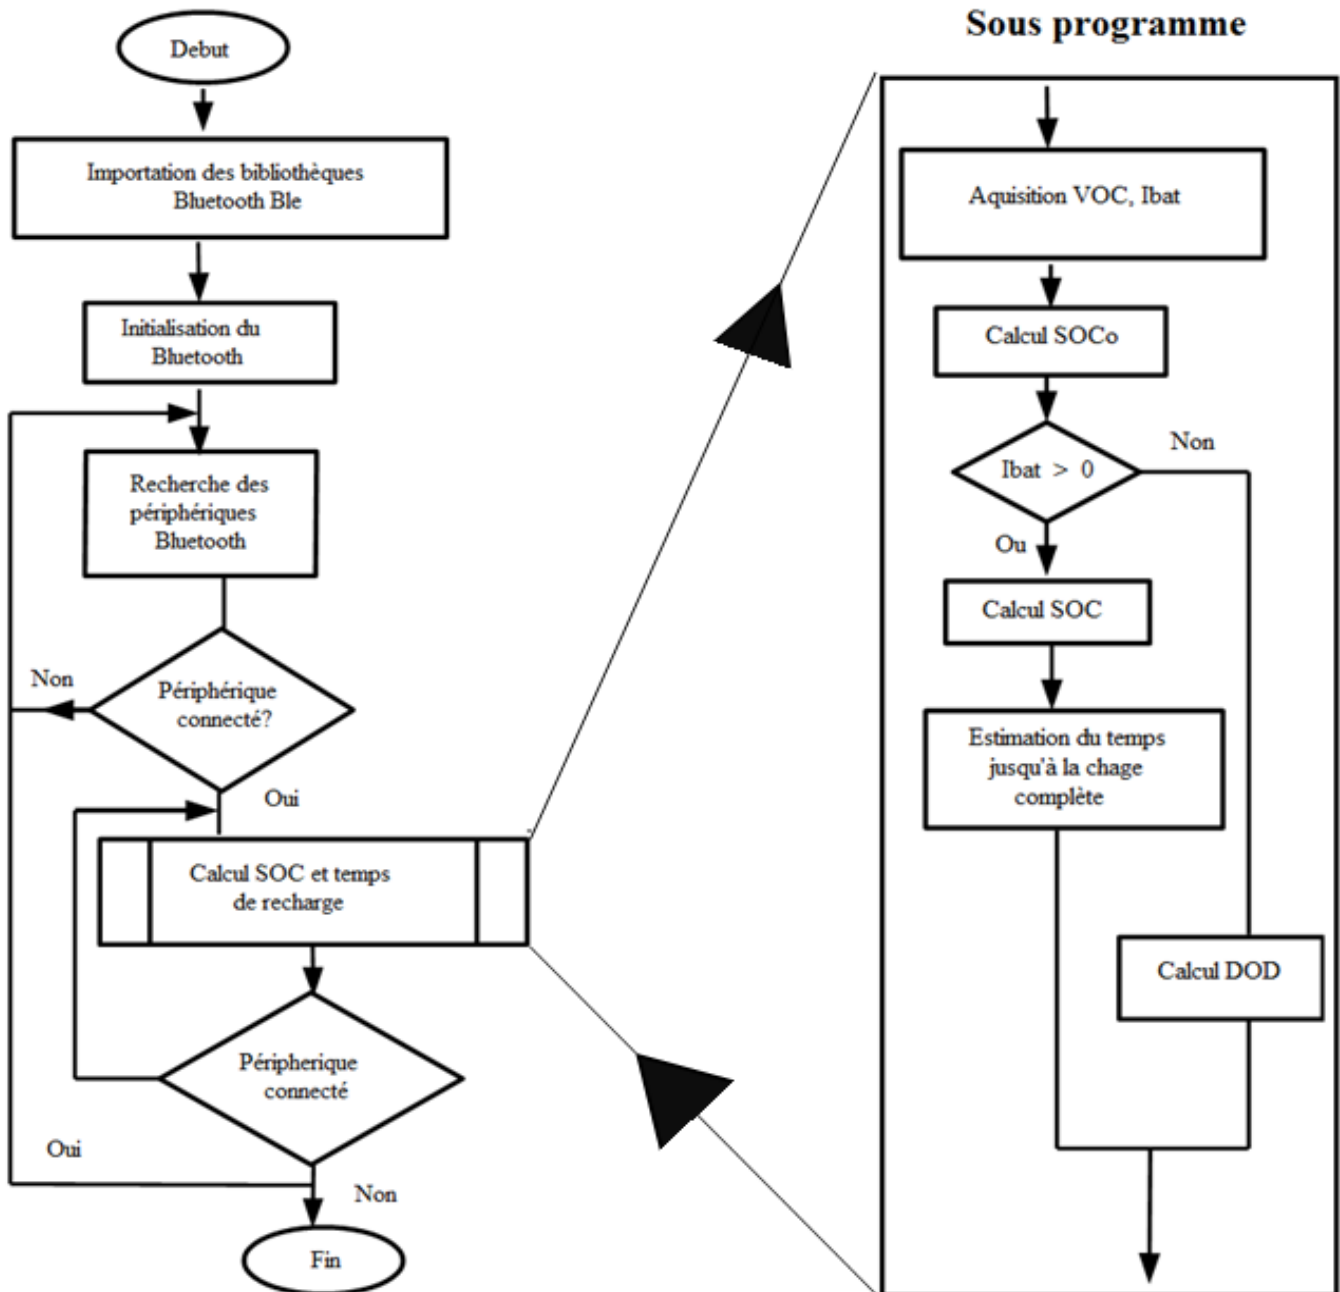 Debut
Importation des bibliothèques
Bluetooth Ble
Initialisation du
Bluetooth
Recherche des
périphériques
Bluetooth
Non
Périphérique
connecté?
Oui
Calcul SOC et temps
de recharge
Péripherique
connecté
Oui
Non
Fin
Sous programme
Aquisition VOC, Ibat
Calcul SOCo
Ibat > 0
Non
Ou
Calcul SOC
Estimation du temps
jusqu'à la chage
complète
Calcul DOD